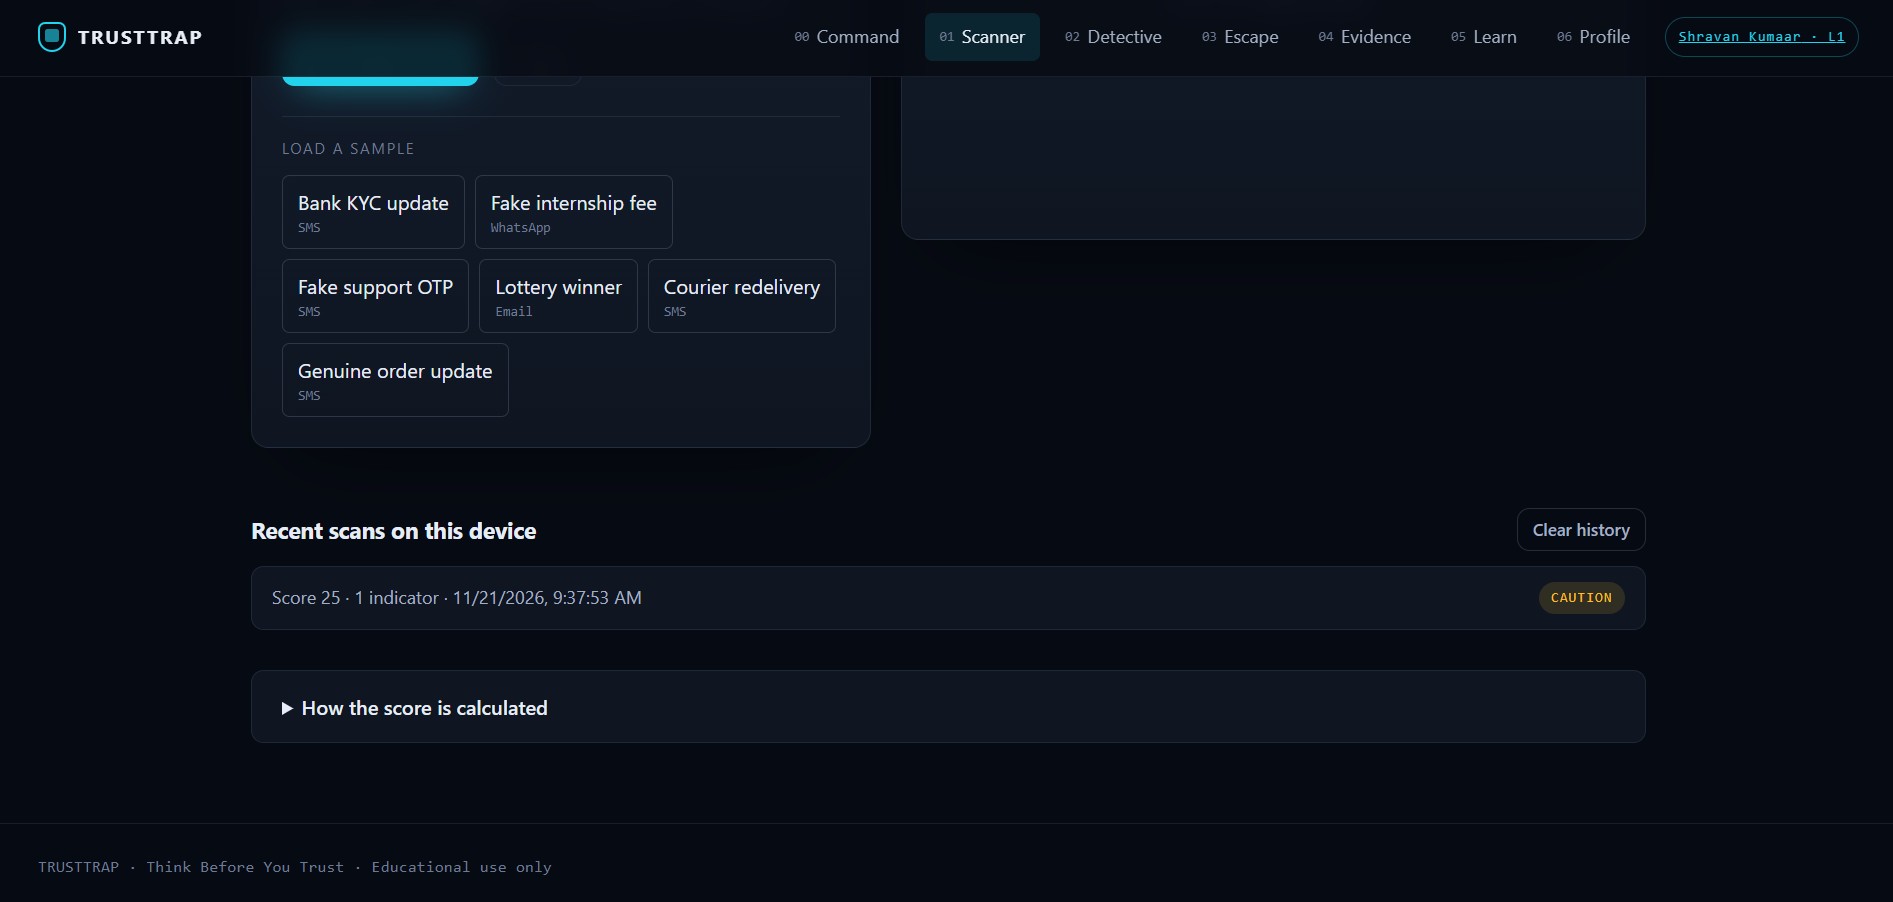 TRUSTTRAP
00 Command 01 Scanner 02 Detective 03 Escape 04 Evidence 05 Learn 06 Profile Shravan Kumaar · L1
LOAD A SAMPLE
Bank KYC update
SMS
Fake internship fee
WhatsApp
Fake support OTP
SMS
Lottery winner
Email
Courier redelivery
SMS
Genuine order update
SMS
Recent scans on this device
Clear history
Score 25 · 1 indicator · 11/21/2026, 9:37:53 AM
CAUTION
How the score is calculated
TRUSTTRAP · Think Before You Trust · Educational use only